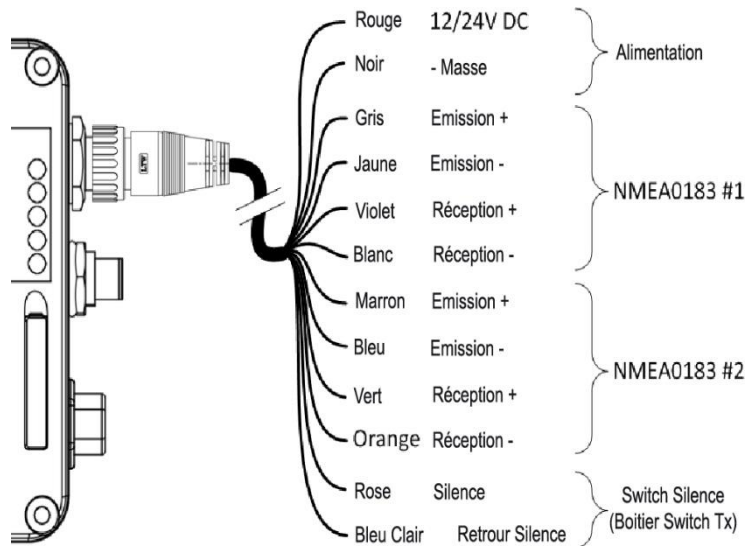 Rouge 12/24V DC
Alimentation
Noir - Masse
Gris Emission +
Jaune Emission -
NMEA0183 #1
Violet Réception +
Blanc Réception -
Marron Emission +
Bleu Emission -
NMEA0183 #2
Vert Réception +
Orange Réception -
Rose Silence
Switch Silence
(Boitier Switch Tx)
Bleu Clair Retrour Silence
LTW